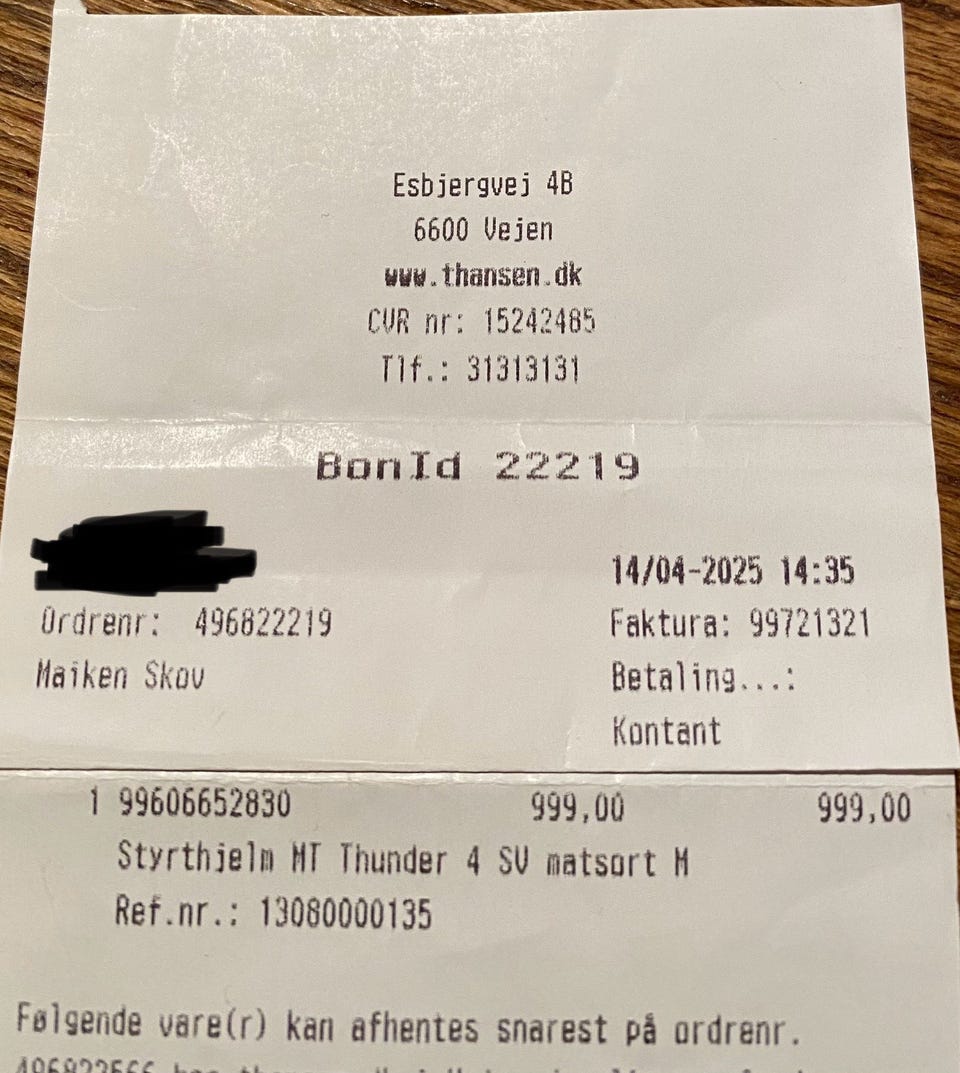 Esbjergvej 4B
6600 Vejen
www.thansen.dk
CVR nr: 15242485
Tlf.: 31313131
BonId 22219
14/04-2025 14:35
Ordrenr: 496822219 Faktura: 99721321
Maiken Skov Betaling...:
Kontant
1 99606652830 999,00 999,00
Styrthjelm MT Thunder 4 SV matsort M
Ref.nr.: 13080000135
Følgende vare(r) kan afhentes snarest på ordrenr.